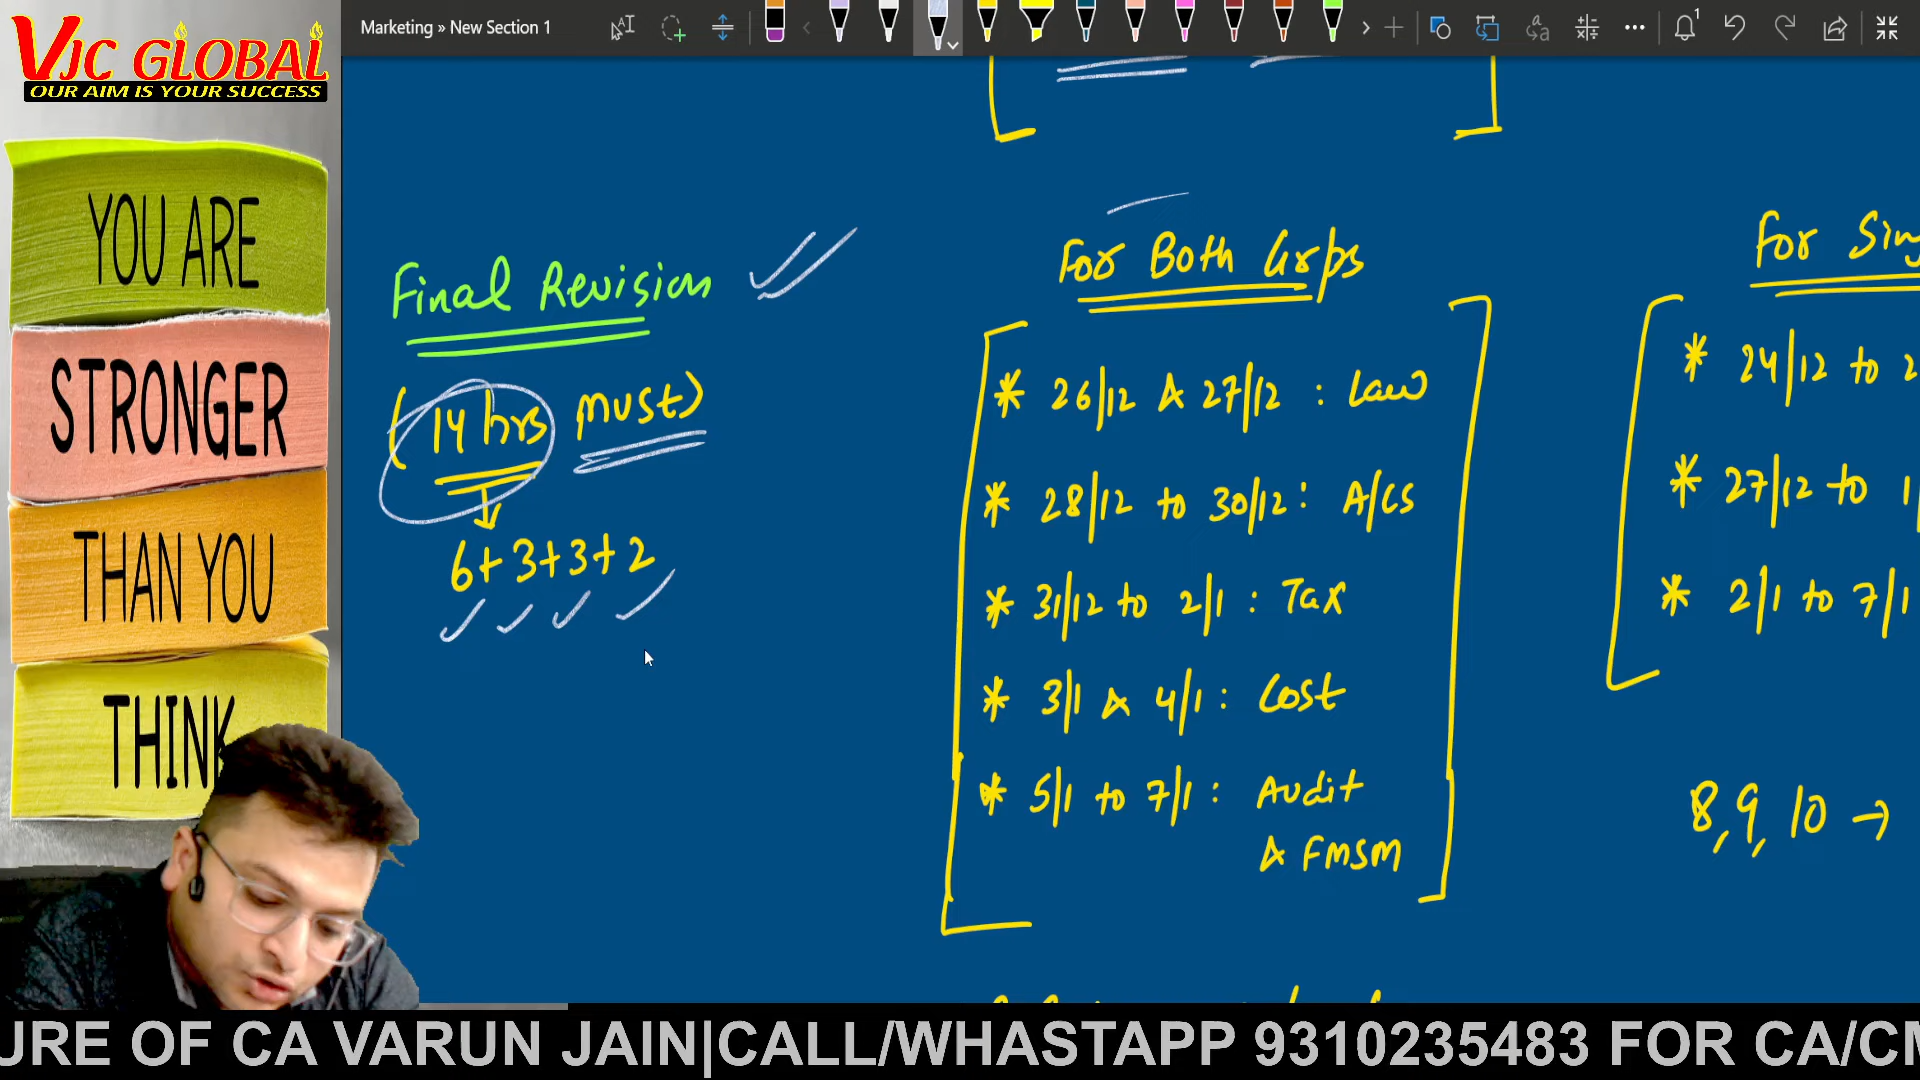 VJC GLOBAL
OUR AIM IS YOUR SUCCESS
Marketing » New Section 1
YOU ARE
STRONGER
THAN YOU
THINK
Final Revision
(14 hrs must)
6+3+3+2
For Both Grps
* 26/12 & 27/12 : Law
* 28/12 to 30/12 : A/cs
* 31/12 to 2/1 : Tax
* 3/1 & 4/1 : Cost
* 5/1 to 7/1 : Audit
& FMSM
For Sin
* 24/12 to 2
* 27/12 to 1
* 2/1 to 7/1
8, 9, 10 →
URE OF CA VARUN JAIN|CALL/WHASTAPP 9310235483 FOR CA/CM